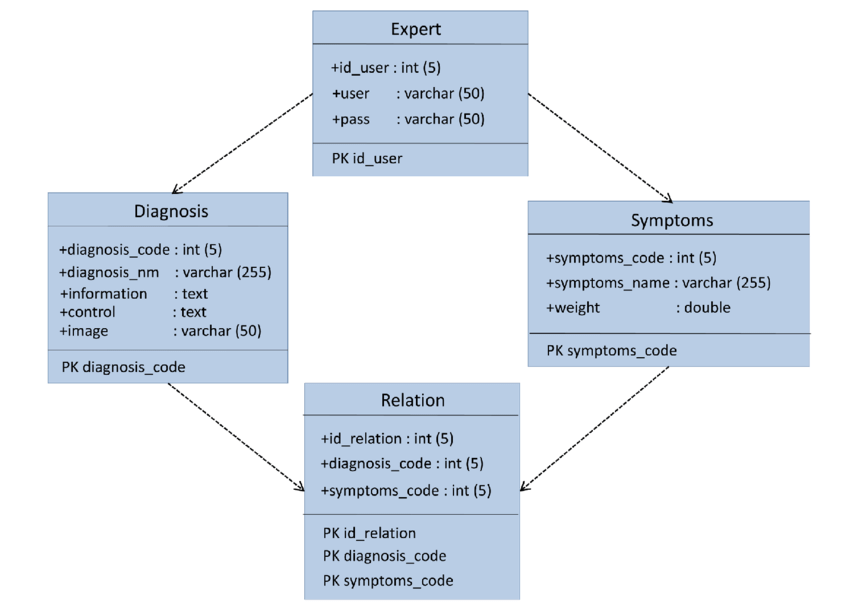 Expert
+id_user : int (5)
+user : varchar (50)
+pass : varchar (50)
PK id_user
Diagnosis
+diagnosis_code : int (5)
+diagnosis_nm : varchar (255)
+information : text
+control : text
+image : varchar (50)
PK diagnosis_code
Symptoms
+symptoms_code : int (5)
+symptoms_name : varchar (255)
+weight : double
PK symptoms_code
Relation
+id_relation : int (5)
+diagnosis_code : int (5)
+symptoms_code : int (5)
PK id_relation
PK diagnosis_code
PK symptoms_code